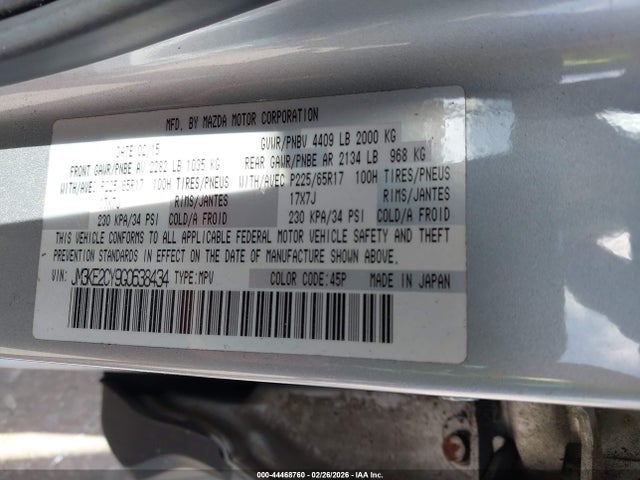 MFD. BY MAZDA MOTOR CORPORATION
DATE 05/15 GVWR/PNBV 4409 LB 2000 KG
FRONT GAWR/PNBE AV 2282 LB 1035 KG REAR GAWR/PNBE AR 2134 LB 968 KG
WITH/AVEC P225/65R17 100H TIRES/PNEUS WITH/AVEC P225/65R17 100H TIRES/PNEUS
17X7J RIMS/JANTES 17X7J RIMS/JANTES
230 KPA/34 PSI COLD/A FROID 230 KPA/34 PSI COLD/A FROID
THIS VEHICLE CONFORMS TO ALL APPLICABLE FEDERAL MOTOR VEHICLE SAFETY AND THEFT
PREVENTION STANDARDS IN EFFECT ON THE DATE OF MANUFACTURE SHOWN ABOVE.
VIN: JM3KE2CY9G0638434 TYPE:MPV COLOR CODE:45P MADE IN JAPAN
000-44468760 - 02/26/2026 - IAA Inc.